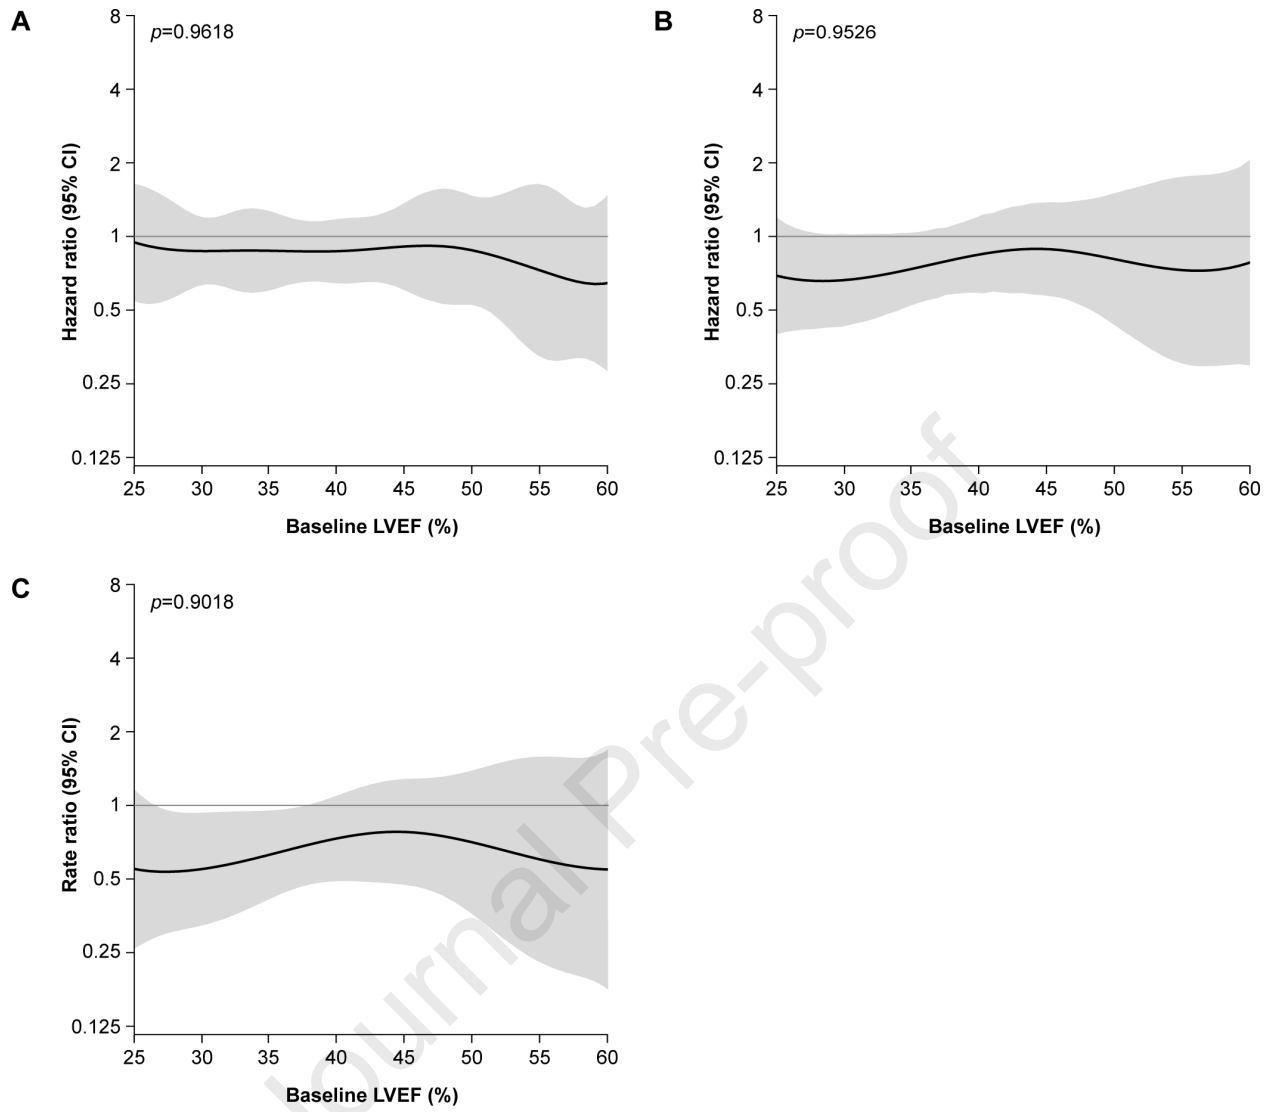 A
p=0.9618
8
4
2
1
0.5
0.25
0.125
Hazard ratio (95% CI)
25 30 35 40 45 50 55 60
Baseline LVEF (%)
B
p=0.9526
8
4
2
1
0.5
0.25
0.125
Hazard ratio (95% CI)
25 30 35 40 45 50 55 60
Baseline LVEF (%)
C
p=0.9018
8
4
2
1
0.5
0.25
0.125
Rate ratio (95% CI)
25 30 35 40 45 50 55 60
Baseline LVEF (%)
Journal Pre-proof